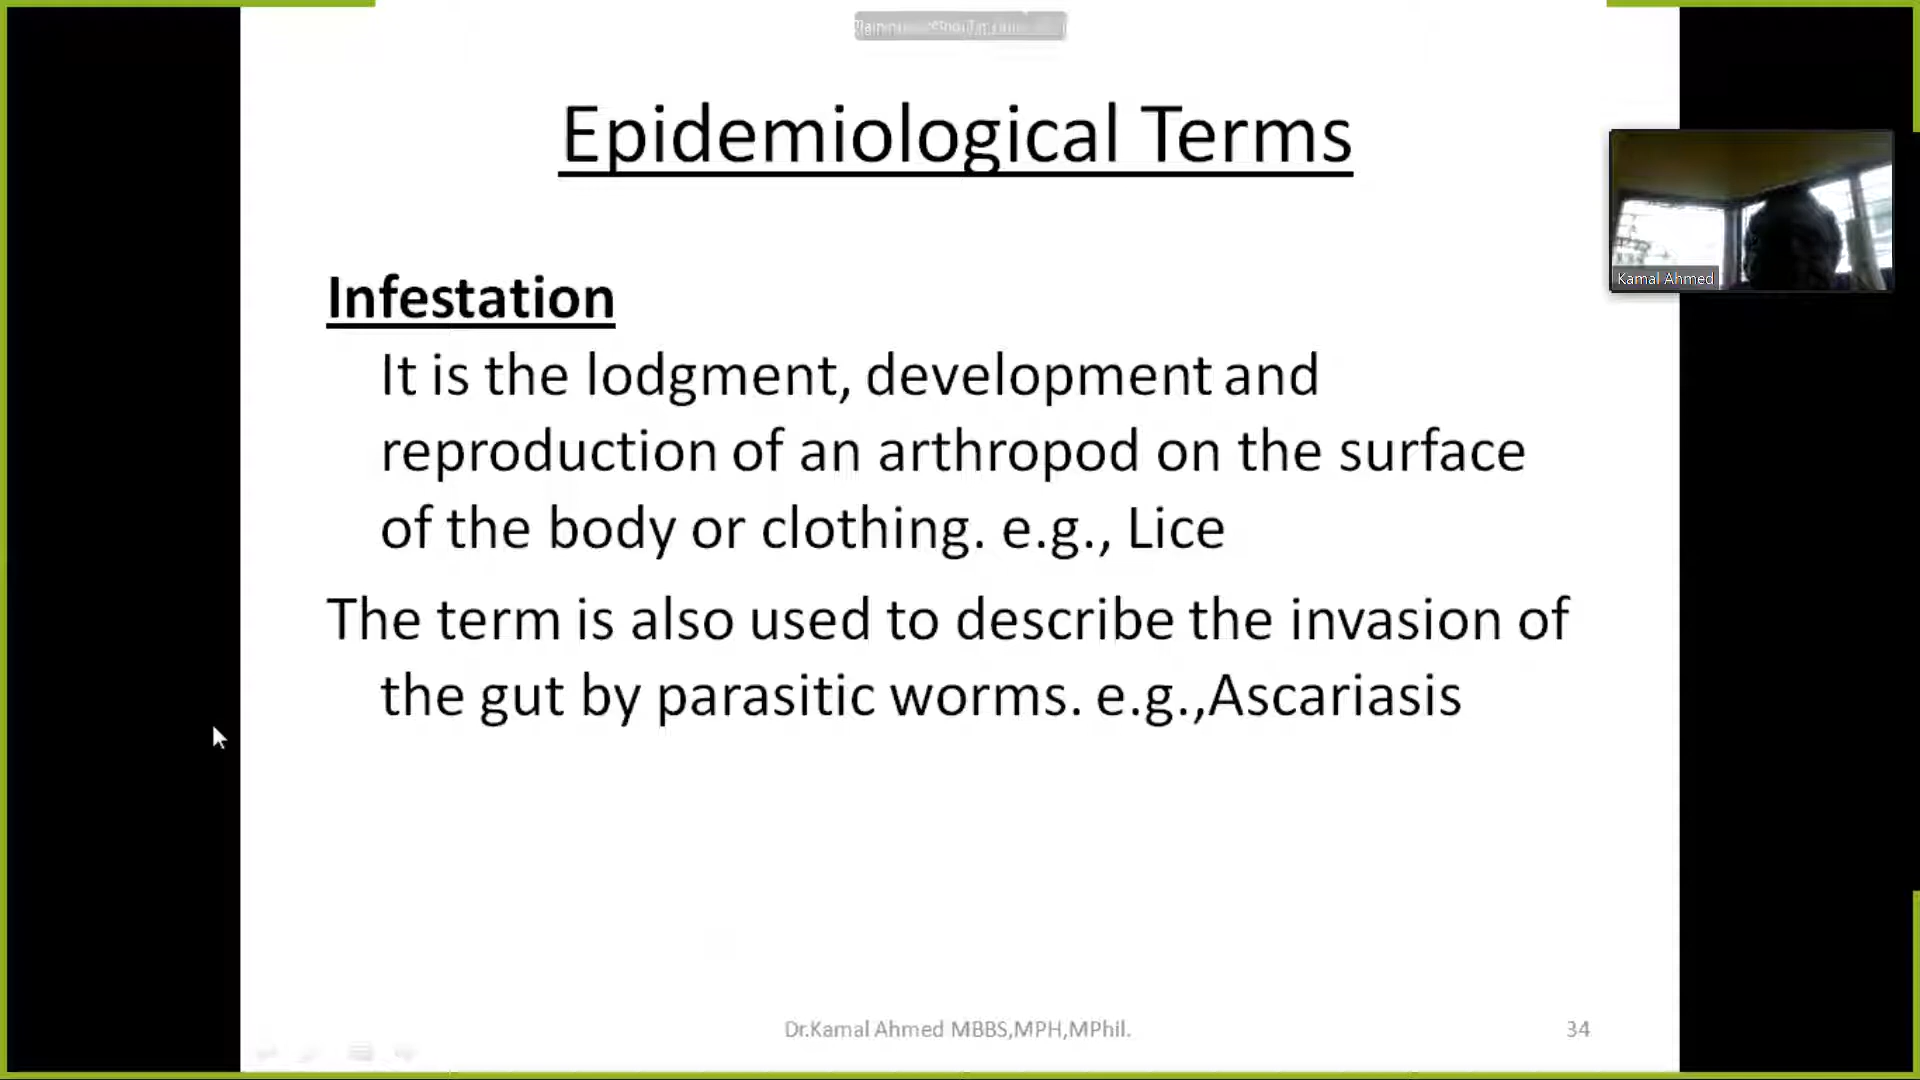 Epidemiological Terms
Kamal Ahmed
Infestation
It is the lodgment, development and
reproduction of an arthropod on the surface
of the body or clothing. e.g., Lice
The term is also used to describe the invasion of
the gut by parasitic worms. e.g.,Ascariasis
Dr.Kamal Ahmed MBBS,MPH,MPhil.
34